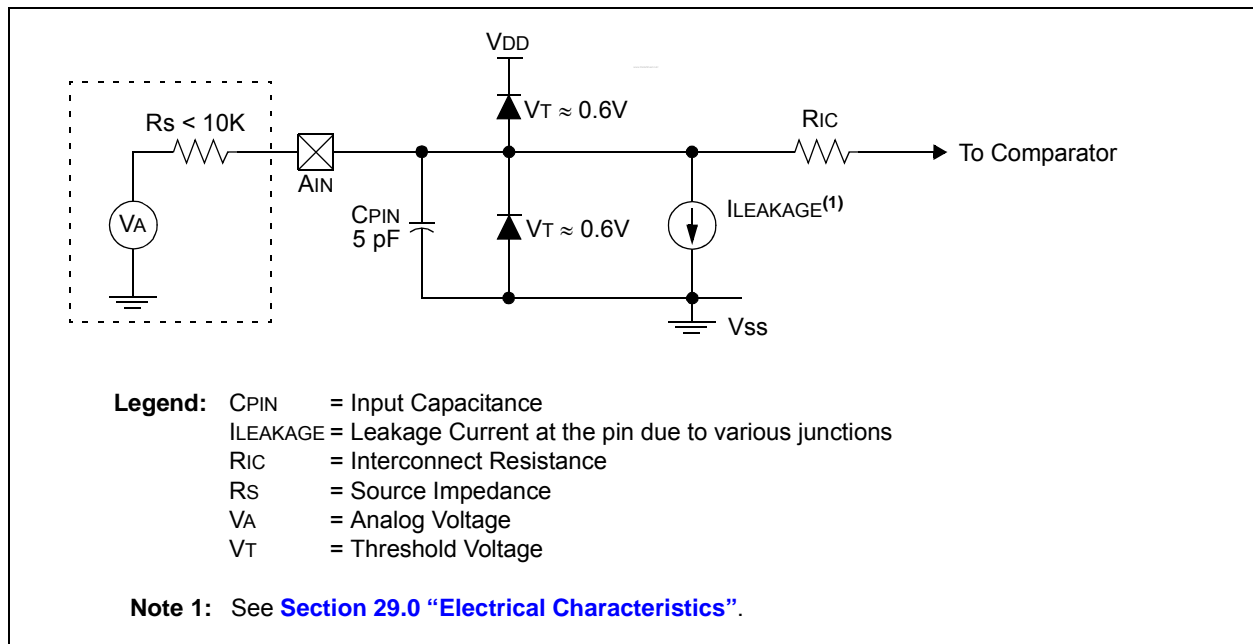 VDD
VT ≈ 0.6V
RIC
Rs < 10K
To Comparator
AIN
CPIN
5 pF
VT ≈ 0.6V
ILEAKAGE(1)
VA
Vss
Legend: CPIN = Input Capacitance
ILEAKAGE = Leakage Current at the pin due to various junctions
RIC = Interconnect Resistance
RS = Source Impedance
VA = Analog Voltage
VT = Threshold Voltage
Note 1: See Section 29.0 “Electrical Characteristics”.